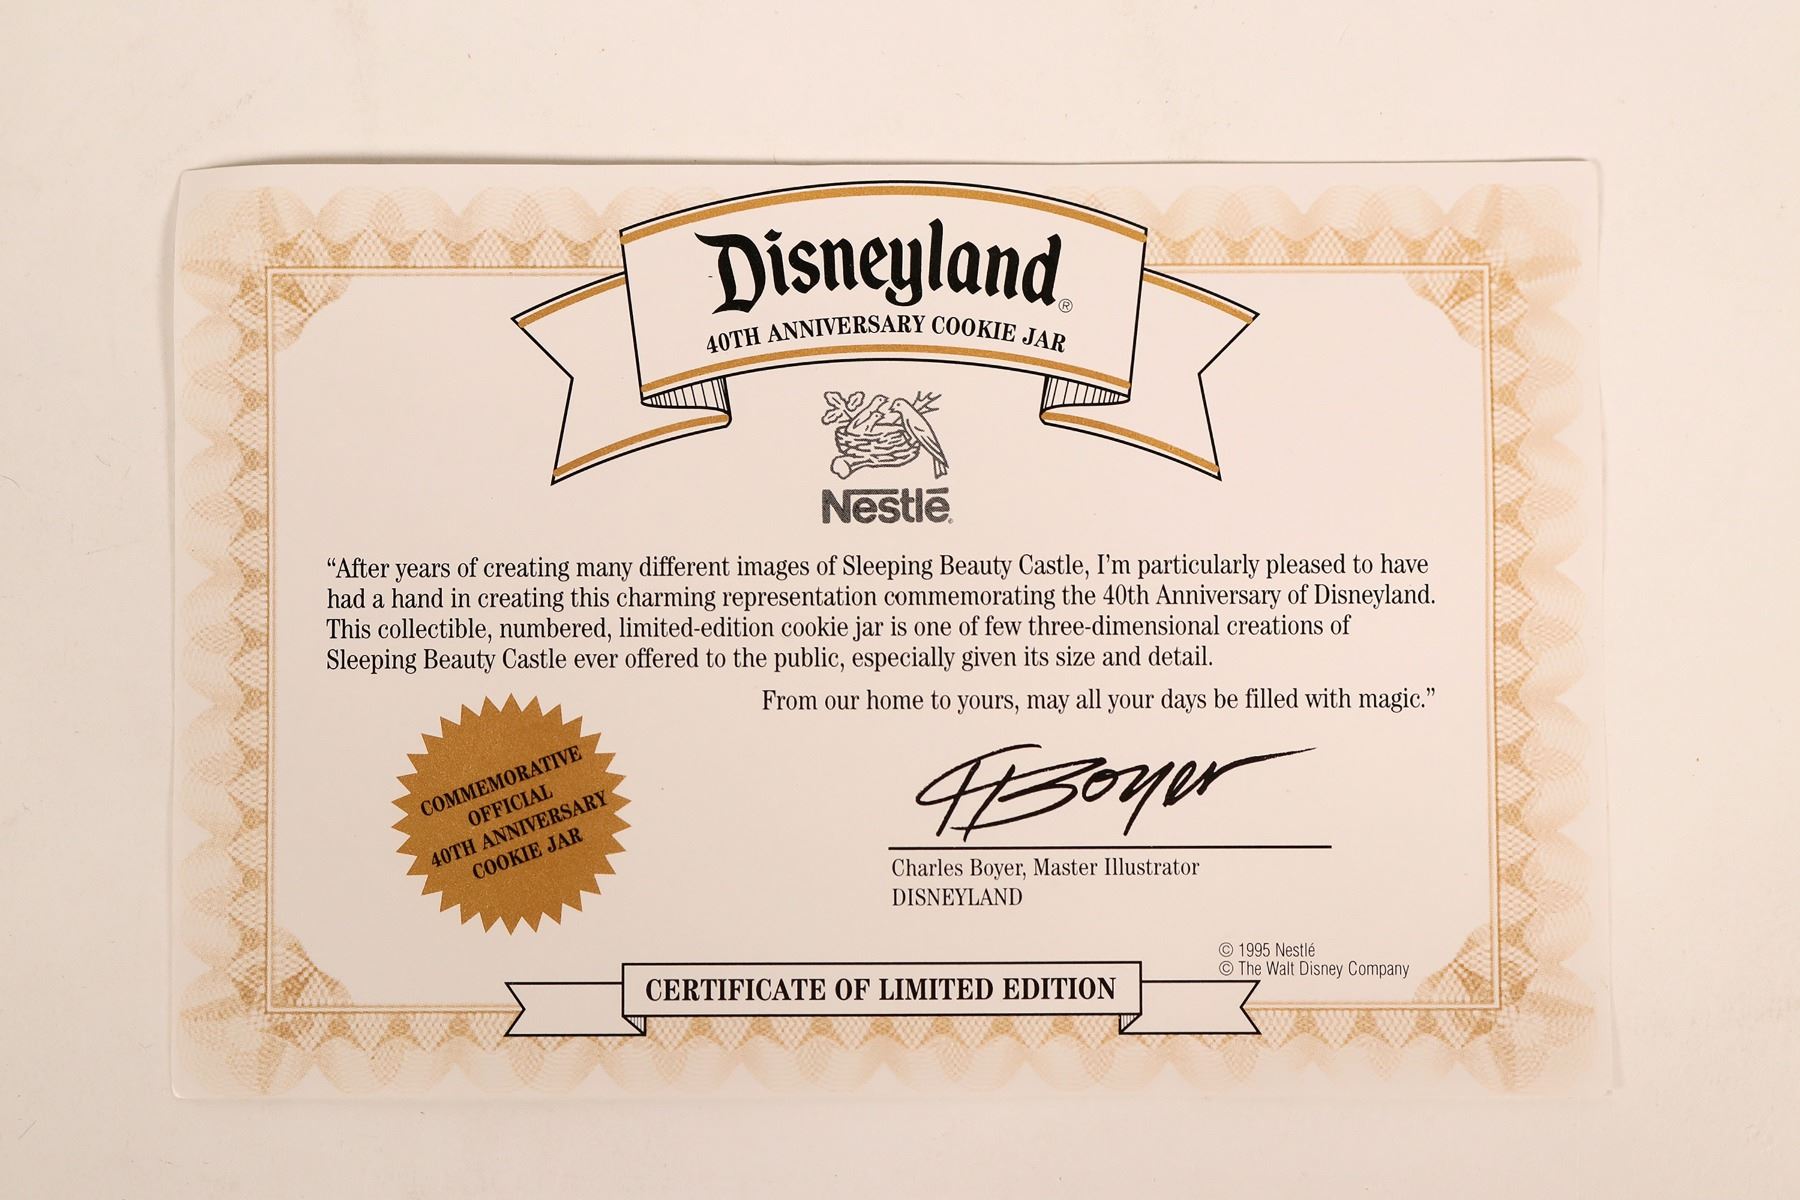 Disneyland®
40TH ANNIVERSARY COOKIE JAR
Nestlé®
“After years of creating many different images of Sleeping Beauty Castle, I’m particularly pleased to have
had a hand in creating this charming representation commemorating the 40th Anniversary of Disneyland.
This collectible, numbered, limited-edition cookie jar is one of few three-dimensional creations of
Sleeping Beauty Castle ever offered to the public, especially given its size and detail.
From our home to yours, may all your days be filled with magic.”
COMMEMORATIVE
OFFICIAL
40TH ANNIVERSARY
COOKIE JAR
CBoyer
Charles Boyer, Master Illustrator
DISNEYLAND
© 1995 Nestlé
© The Walt Disney Company
CERTIFICATE OF LIMITED EDITION